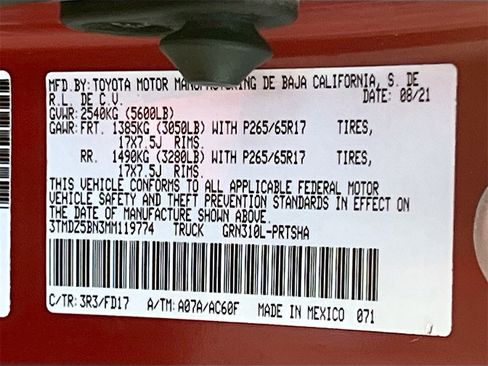 MFD.BY: TOYOTA MOTOR MANUFACTURING DE BAJA CALIFORNIA, S. DE
R.L. DE C.V. DATE: 08/21
GVWR: 2540KG (5600LB)
GAWR: FRT. 1385KG (3050LB) WITH P265/65R17 TIRES,
17X7.5J RIMS.
RR. 1490KG (3280LB) WITH P265/65R17 TIRES,
17X7.5J RIMS.
THIS VEHICLE CONFORMS TO ALL APPLICABLE FEDERAL MOTOR
VEHICLE SAFETY AND THEFT PREVENTION STANDARDS IN EFFECT ON
THE DATE OF MANUFACTURE SHOWN ABOVE.
3TMDZ5BN3MM119774 TRUCK GRN310L-PRTSHA
C/TR: 3R3/FD17 A/TM: A07A/AC60F MADE IN MEXICO 071